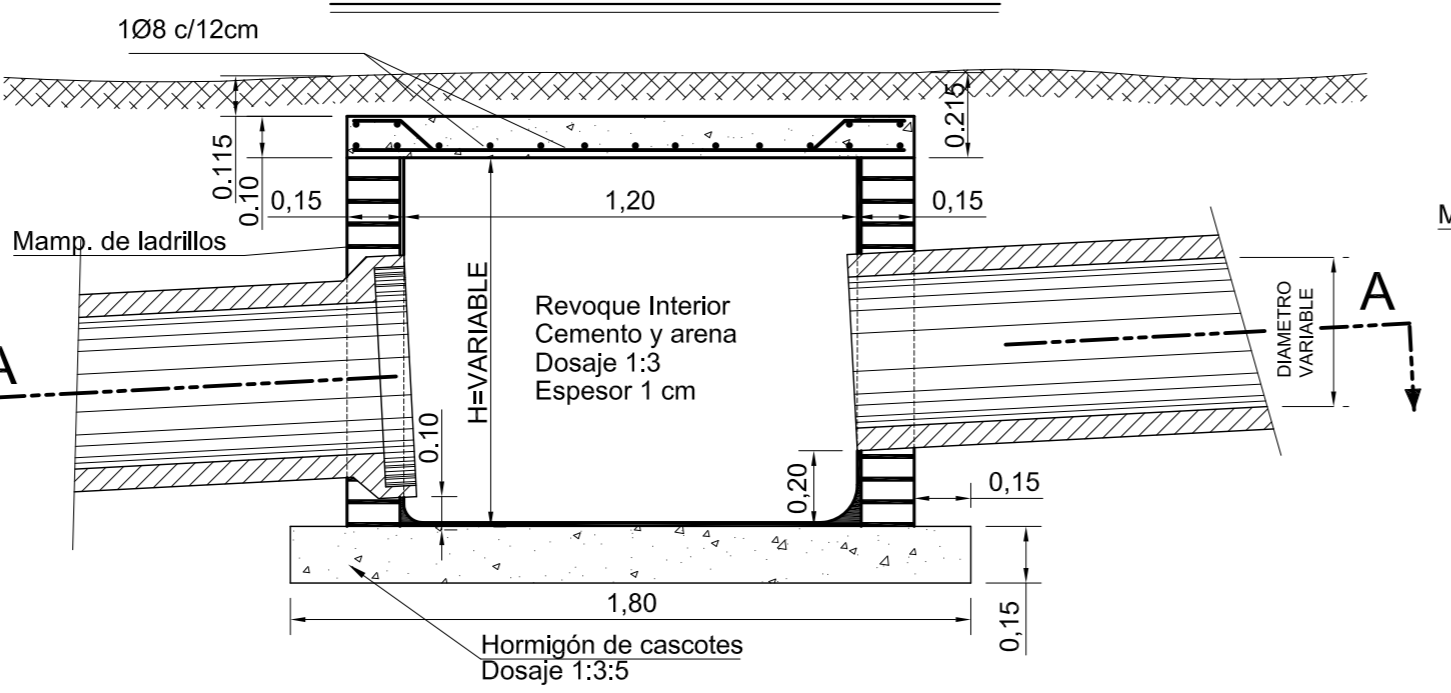 1Ø8 c/12cm
0.115
0.10
0.215
0,15
1,20
0,15
Mamp. de ladrillos
M
H=VARIABLE
Revoque Interior
Cemento y arena
Dosaje 1:3
Espesor 1 cm
DIAMETRO
VARIABLE
A
A
0.10
0,20
0,15
1,80
0,15
Hormigón de cascotes
Dosaje 1:3:5